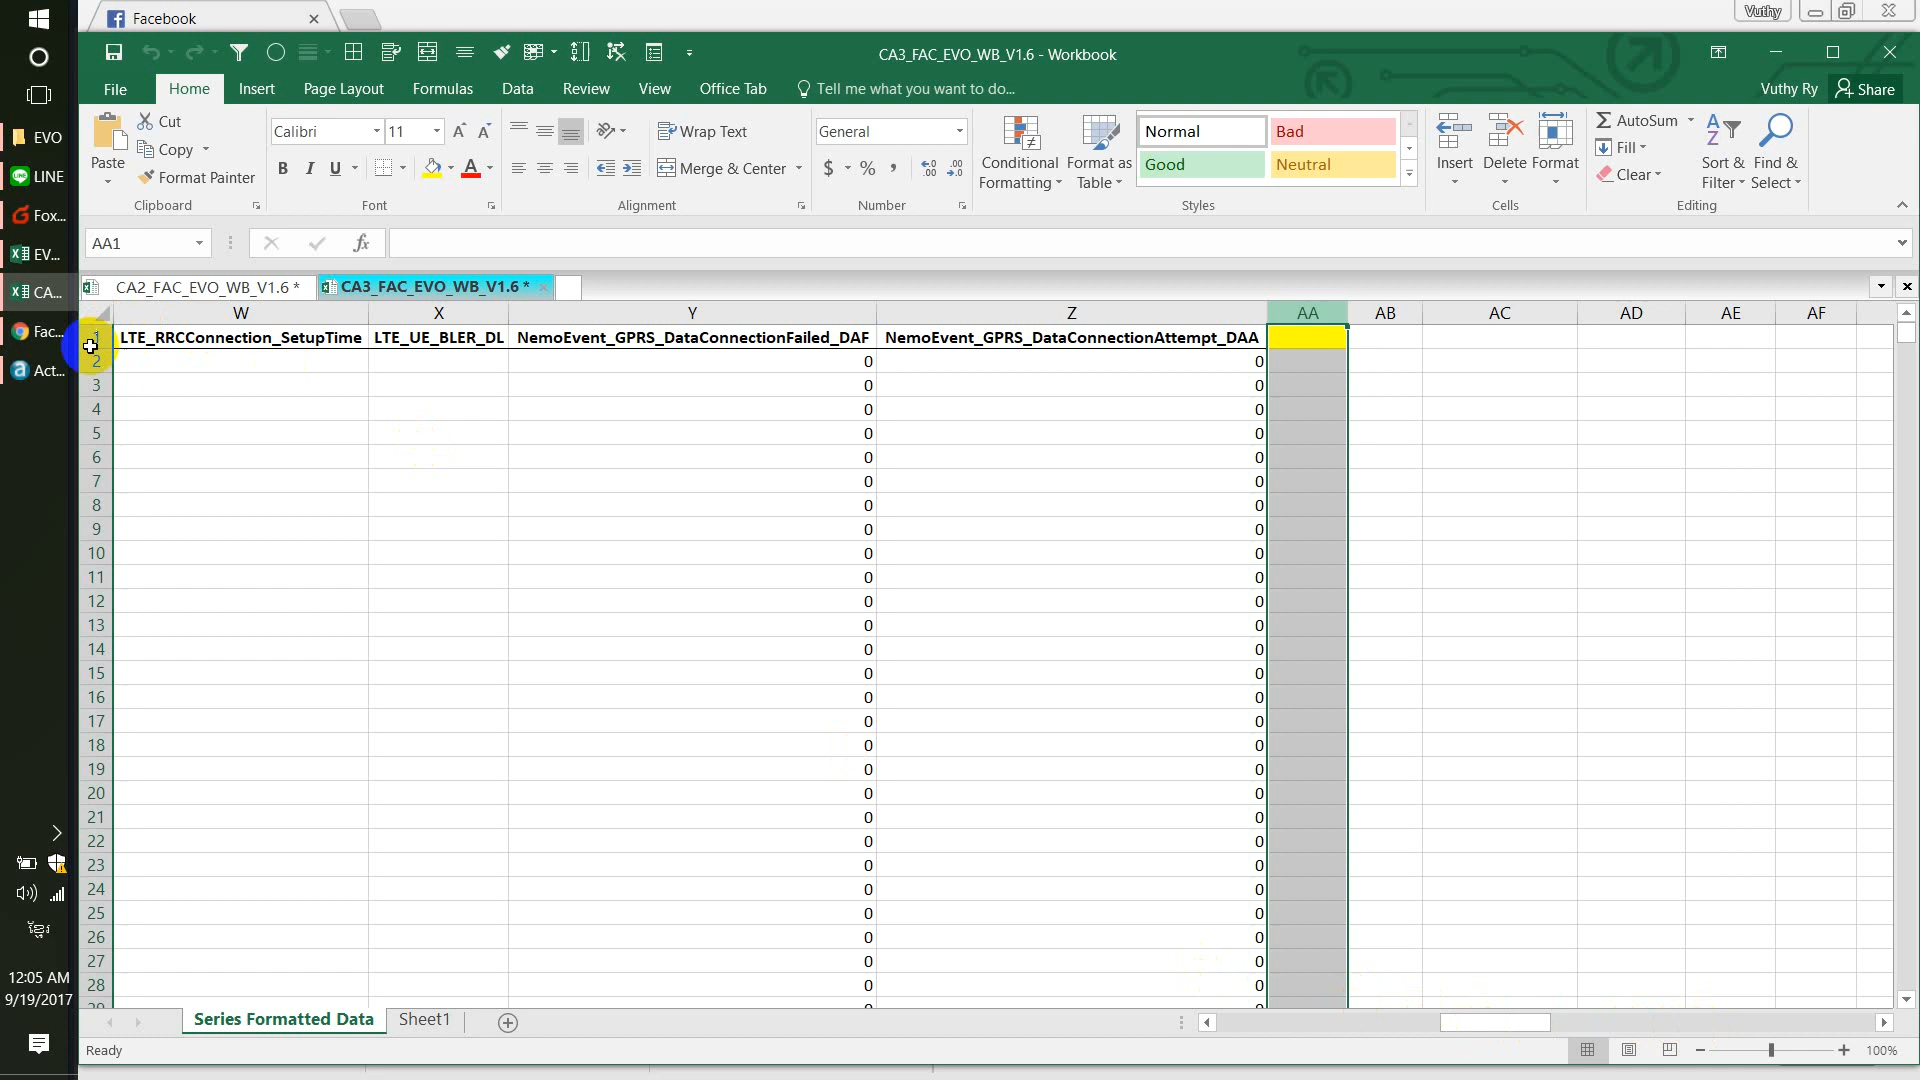 Facebook
Vuthy
CA3_FAC_EVO_WB_V1.6 - Workbook
File Home Insert Page Layout Formulas Data Review View Office Tab Tell me what you want to do...
Vuthy Ry Share
Cut
Copy
Format Painter
Paste
Clipboard
Calibri 11
B I U A
Font
Wrap Text
Merge & Center
Alignment
General
$ % ,
Number
Conditional Formatting
Format as Table
Normal Bad
Good Neutral
Styles
Insert Delete Format
Cells
AutoSum
Fill
Clear
Sort & Filter
Find & Select
Editing
AA1
fx
CA2_FAC_EVO_WB_V1.6 * CA3_FAC_EVO_WB_V1.6 *
W X Y Z AA AB AC AD AE AF
1 LTE_RRCConnection_SetupTime LTE_UE_BLER_DL NemoEvent_GPRS_DataConnectionFailed_DAF NemoEvent_GPRS_DataConnectionAttempt_DAA
2 0 0
3 0 0
4 0 0
5 0 0
6 0 0
7 0 0
8 0 0
9 0 0
10 0 0
11 0 0
12 0 0
13 0 0
14 0 0
15 0 0
16 0 0
17 0 0
18 0 0
19 0 0
20 0 0
21 0 0
22 0 0
23 0 0
24 0 0
25 0 0
26 0 0
27 0 0
28 0 0
29
Series Formatted Data Sheet1
Ready
100%
EVO
LINE
Fox...
EV...
CA...
Fac...
Act...
ខ្មែរ
12:05 AM
9/19/2017